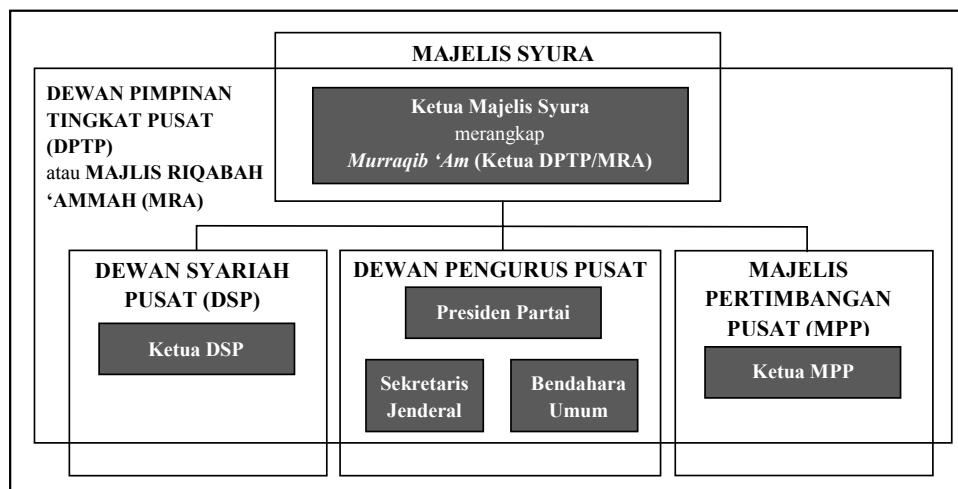 MAJELIS SYURA
DEWAN PIMPINAN
TINGKAT PUSAT
(DPTP)
atau MAJLIS RIQABAH
‘AMMAH (MRA)
Ketua Majelis Syura
merangkap
Murraqib ‘Am (Ketua DPTP/MRA)
DEWAN SYARIAH
PUSAT (DSP)
Ketua DSP
DEWAN PENGURUS PUSAT
Presiden Partai
Sekretaris
Jenderal
Bendahara
Umum
MAJELIS
PERTIMBANGAN
PUSAT (MPP)
Ketua MPP